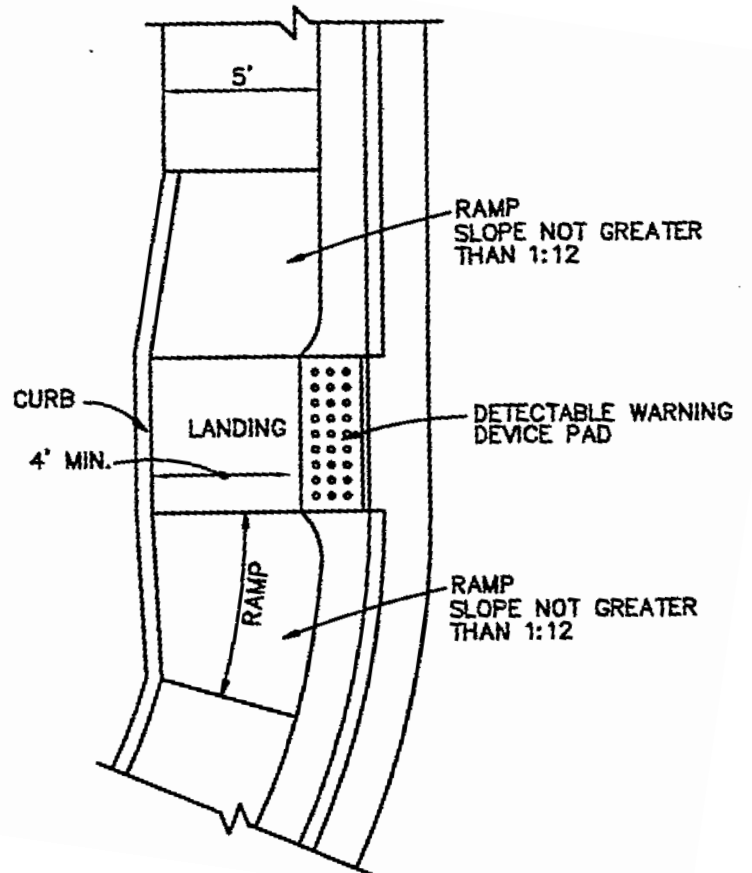 5'
RAMP
SLOPE NOT GREATER
THAN 1:12
CURB
LANDING
DETECTABLE WARNING
DEVICE PAD
4' MIN.
RAMP
RAMP
SLOPE NOT GREATER
THAN 1:12